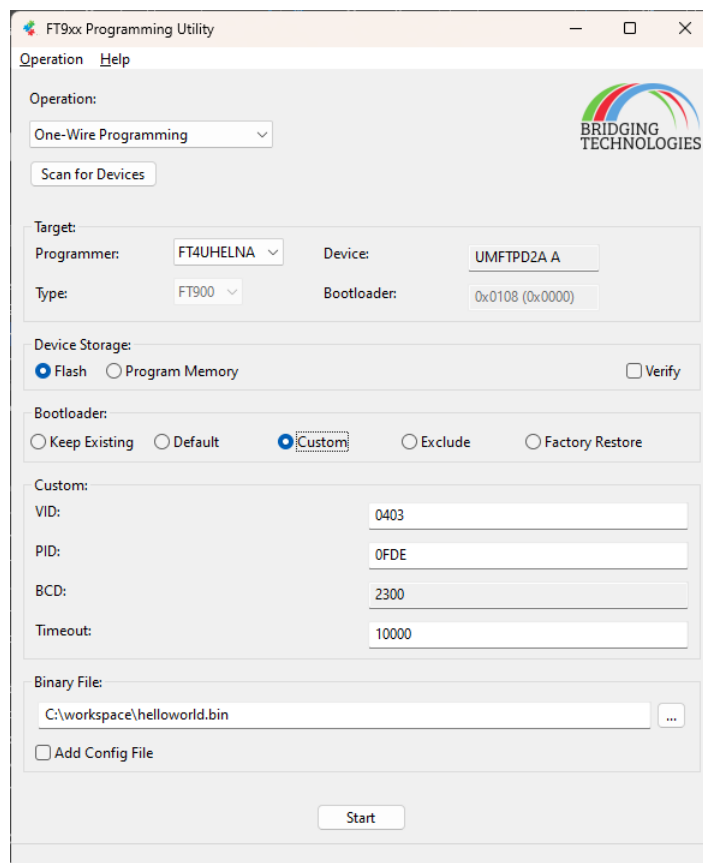 FT9xx Programming Utility
Operation Help
Operation:
BRIDGING
TECHNOLOGIES
One-Wire Programming
Scan for Devices
Target:
Programmer: FT4UHELNA Device: UMFTPD2A A
Type: FT900 Bootloader: 0x0108 (0x0000)
Device Storage:
Flash Program Memory Verify
Bootloader:
Keep Existing Default Custom Exclude Factory Restore
Custom:
VID: 0403
PID: 0FDE
BCD: 2300
Timeout: 10000
Binary File:
C:\workspace\helloworld.bin ...
Add Config File
Start